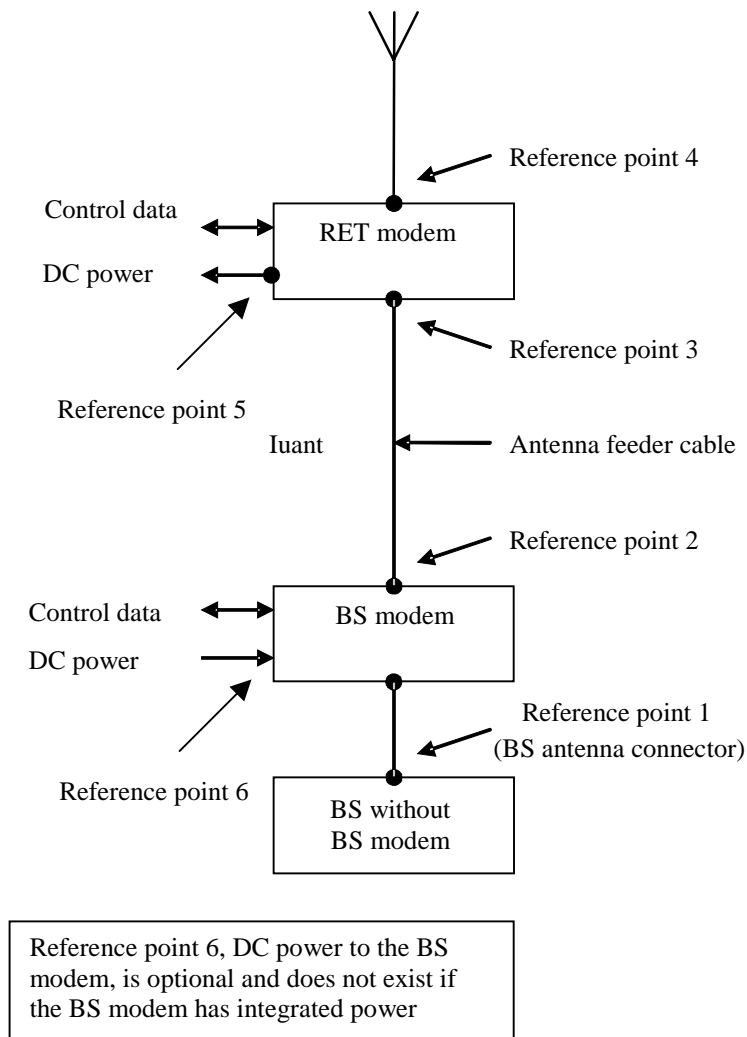 Reference point 4
Control data
RET modem
DC power
Reference point 3
Reference point 5
Iuant
Antenna feeder cable
Reference point 2
Control data
BS modem
DC power
Reference point 1
(BS antenna connector)
Reference point 6
BS without
BS modem
Reference point 6, DC power to the BS
modem, is optional and does not exist if
the BS modem has integrated power